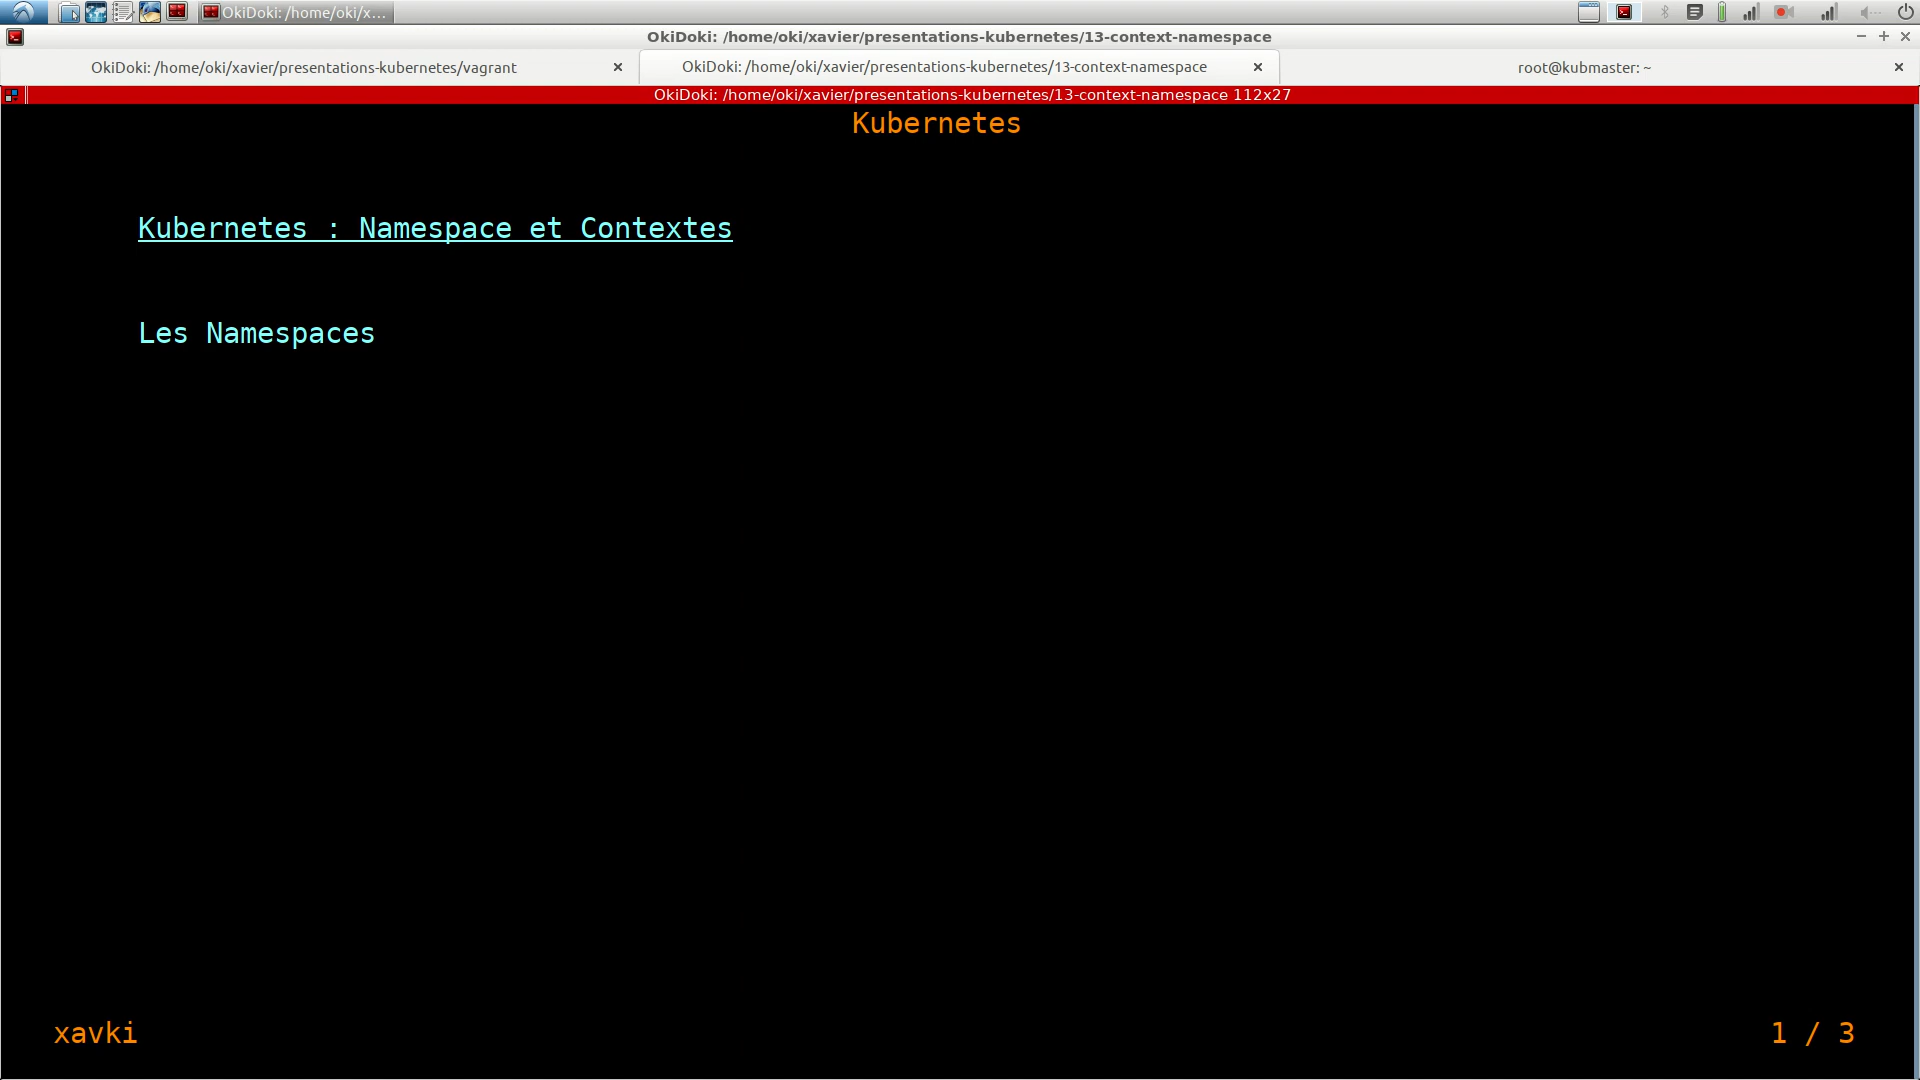 OkiDoki: /home/oki/x...
OkiDoki: /home/oki/xavier/presentations-kubernetes/13-context-namespace
OkiDoki: /home/oki/xavier/presentations-kubernetes/vagrant
OkiDoki: /home/oki/xavier/presentations-kubernetes/13-context-namespace
root@kubmaster: ~
OkiDoki: /home/oki/xavier/presentations-kubernetes/13-context-namespace 112x27
Kubernetes
Kubernetes : Namespace et Contextes
Les Namespaces
xavki
1 / 3